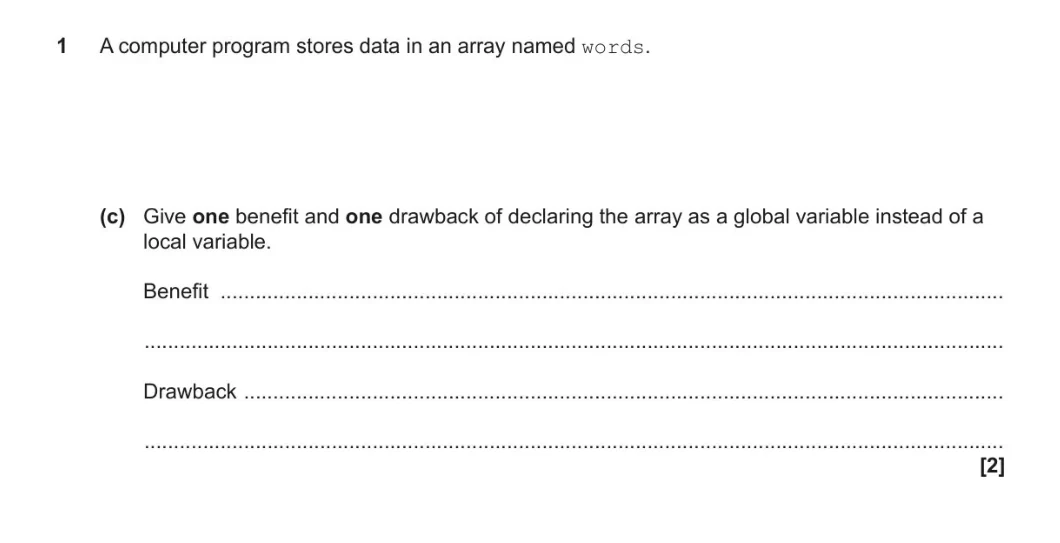 1 A computer program stores data in an array named words.
(c) Give one benefit and one drawback of declaring the array as a global variable instead of a
local variable.
Benefit ................................................................................................................................
................................................................................................................................................
Drawback ............................................................................................................................
................................................................................................................................................
[2]